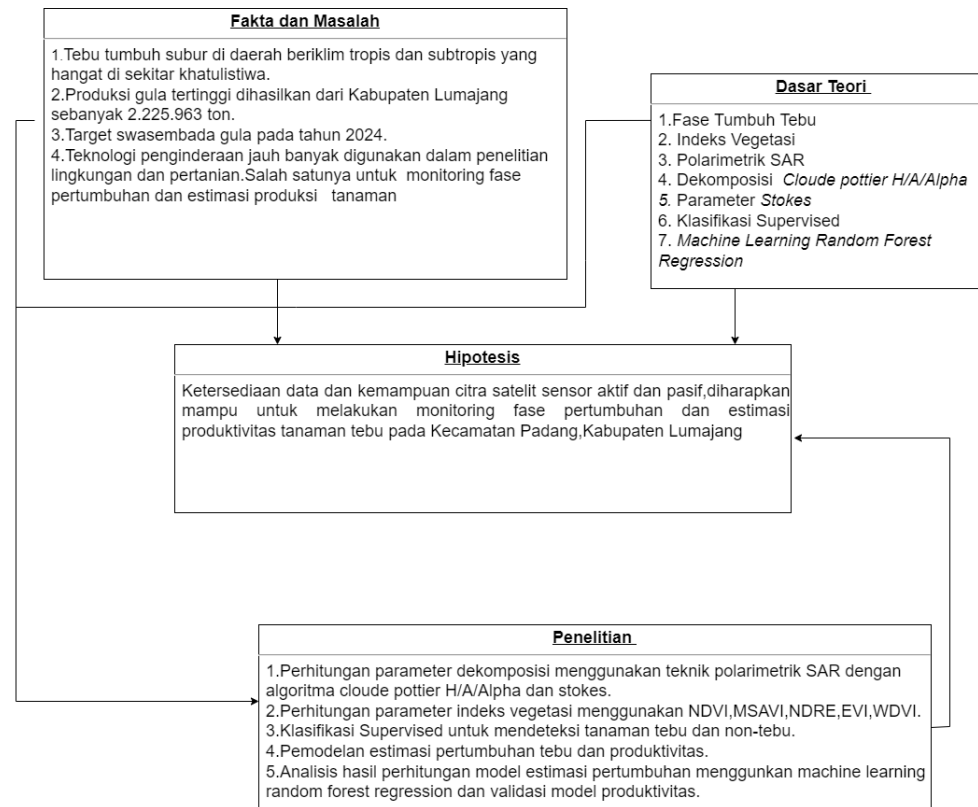 Fakta dan Masalah
1.Tebu tumbuh subur di daerah beriklim tropis dan subtropis yang
hangat di sekitar khatulistiwa.
2.Produksi gula tertinggi dihasilkan dari Kabupaten Lumajang
sebanyak 2.225.963 ton.
3.Target swasembada gula pada tahun 2024.
4.Teknologi penginderaan jauh banyak digunakan dalam penelitian
lingkungan dan pertanian.Salah satunya untuk monitoring fase
pertumbuhan dan estimasi produksi tanaman
Dasar Teori
1.Fase Tumbuh Tebu
2. Indeks Vegetasi
3. Polarimetrik SAR
4. Dekomposisi Cloude pottier H/A/Alpha
5. Parameter Stokes
6. Klasifikasi Supervised
7. Machine Learning Random Forest
Regression
Hipotesis
Ketersediaan data dan kemampuan citra satelit sensor aktif dan pasif,diharapkan
mampu untuk melakukan monitoring fase pertumbuhan dan estimasi
produktivitas tanaman tebu pada Kecamatan Padang,Kabupaten Lumajang
Penelitian
1.Perhitungan parameter dekomposisi menggunakan teknik polarimetrik SAR dengan
algoritma cloude pottier H/A/Alpha dan stokes.
2.Perhitungan parameter indeks vegetasi menggunakan NDVI,MSAVI,NDRE,EVI,WDVI.
3.Klasifikasi Supervised untuk mendeteksi tanaman tebu dan non-tebu.
4.Pemodelan estimasi pertumbuhan tebu dan produktivitas.
5.Analisis hasil perhitungan model estimasi pertumbuhan menggunkan machine learning
random forest regression dan validasi model produktivitas.